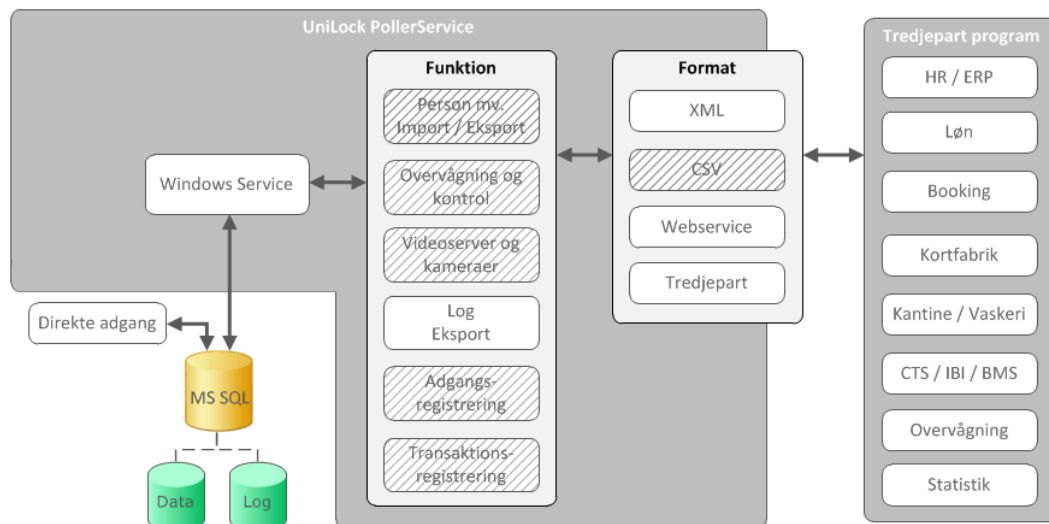 UniLock PollerService
Funktion
Person mv.
Import / Eksport
Overvågning og
kontrol
Videoserver og
kameraer
Log
Eksport
Adgangs-
registrering
Transaktions-
registrering
Format
XML
CSV
Webservice
Tredjepart
Tredjepart program
HR / ERP
Løn
Booking
Kortfabrik
Kantine / Vaskeri
CTS / IBI / BMS
Overvågning
Statistik
Windows Service
Direkte adgang
MS SQL
Data
Log